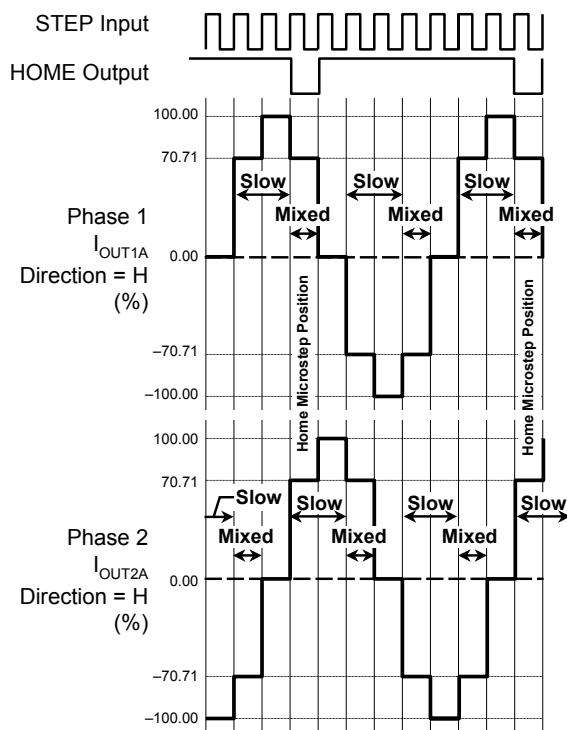 STEP Input
HOME Output
100.00
70.71
Slow
Slow
Slow
Mixed
Mixed
Mixed
Phase 1
IOUT1A
Direction = H
(%)
0.00
–70.71
–100.00
Home Microstep Position
Home Microstep Position
100.00
70.71
Slow
Slow
Slow
Slow
Mixed
Mixed
Mixed
Phase 2
IOUT2A
Direction = H
(%)
0.00
–70.71
–100.00